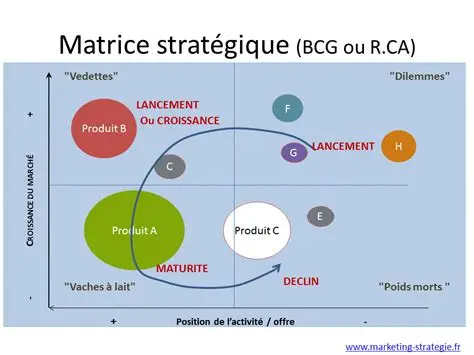 Matrice stratégique (BCG ou R.CA)
"Vedettes"
"Dilemmes"
+
LANCEMENT
OU CROISSANCE
Produit B
F
G
LANCEMENT
H
C
CROISSANCE DU MARCHÉ
Produit A
Produit C
E
MATURITE
DECLIN
"Vaches à lait"
"Poids morts "
-
+
Position de l'activité / offre
-
www.marketing-strategie.fr